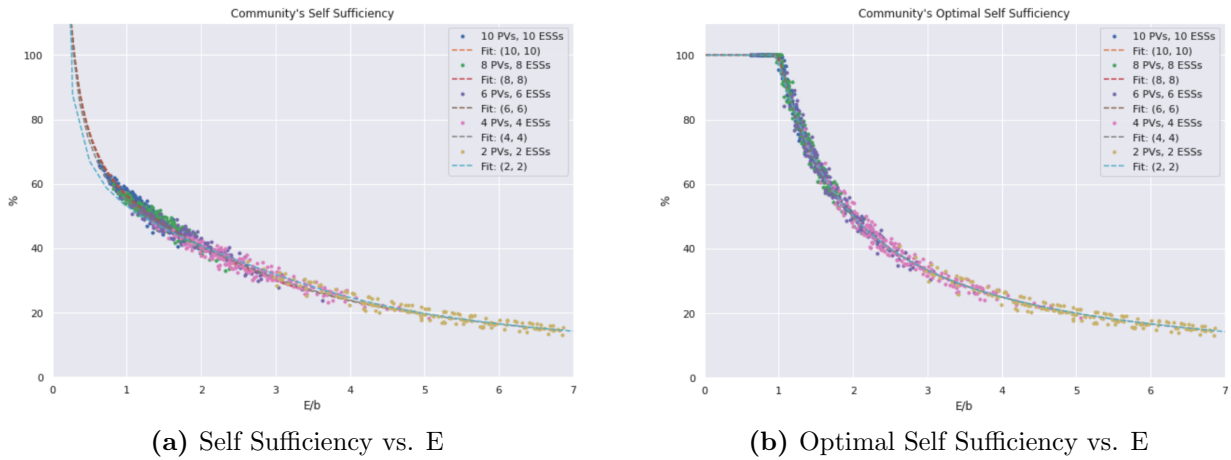 Community's Self Sufficiency
100
80
60
40
20
0
%
0 1 2 3 4 5 6 7
E/b
10 PVs, 10 ESSs
Fit: (10, 10)
8 PVs, 8 ESSs
Fit: (8, 8)
6 PVs, 6 ESSs
Fit: (6, 6)
4 PVs, 4 ESSs
Fit: (4, 4)
2 PVs, 2 ESSs
Fit: (2, 2)
(a) Self Sufficiency vs. E
Community's Optimal Self Sufficiency
100
80
60
40
20
0
%
0 1 2 3 4 5 6 7
E/b
10 PVs, 10 ESSs
Fit: (10, 10)
8 PVs, 8 ESSs
Fit: (8, 8)
6 PVs, 6 ESSs
Fit: (6, 6)
4 PVs, 4 ESSs
Fit: (4, 4)
2 PVs, 2 ESSs
Fit: (2, 2)
(b) Optimal Self Sufficiency vs. E